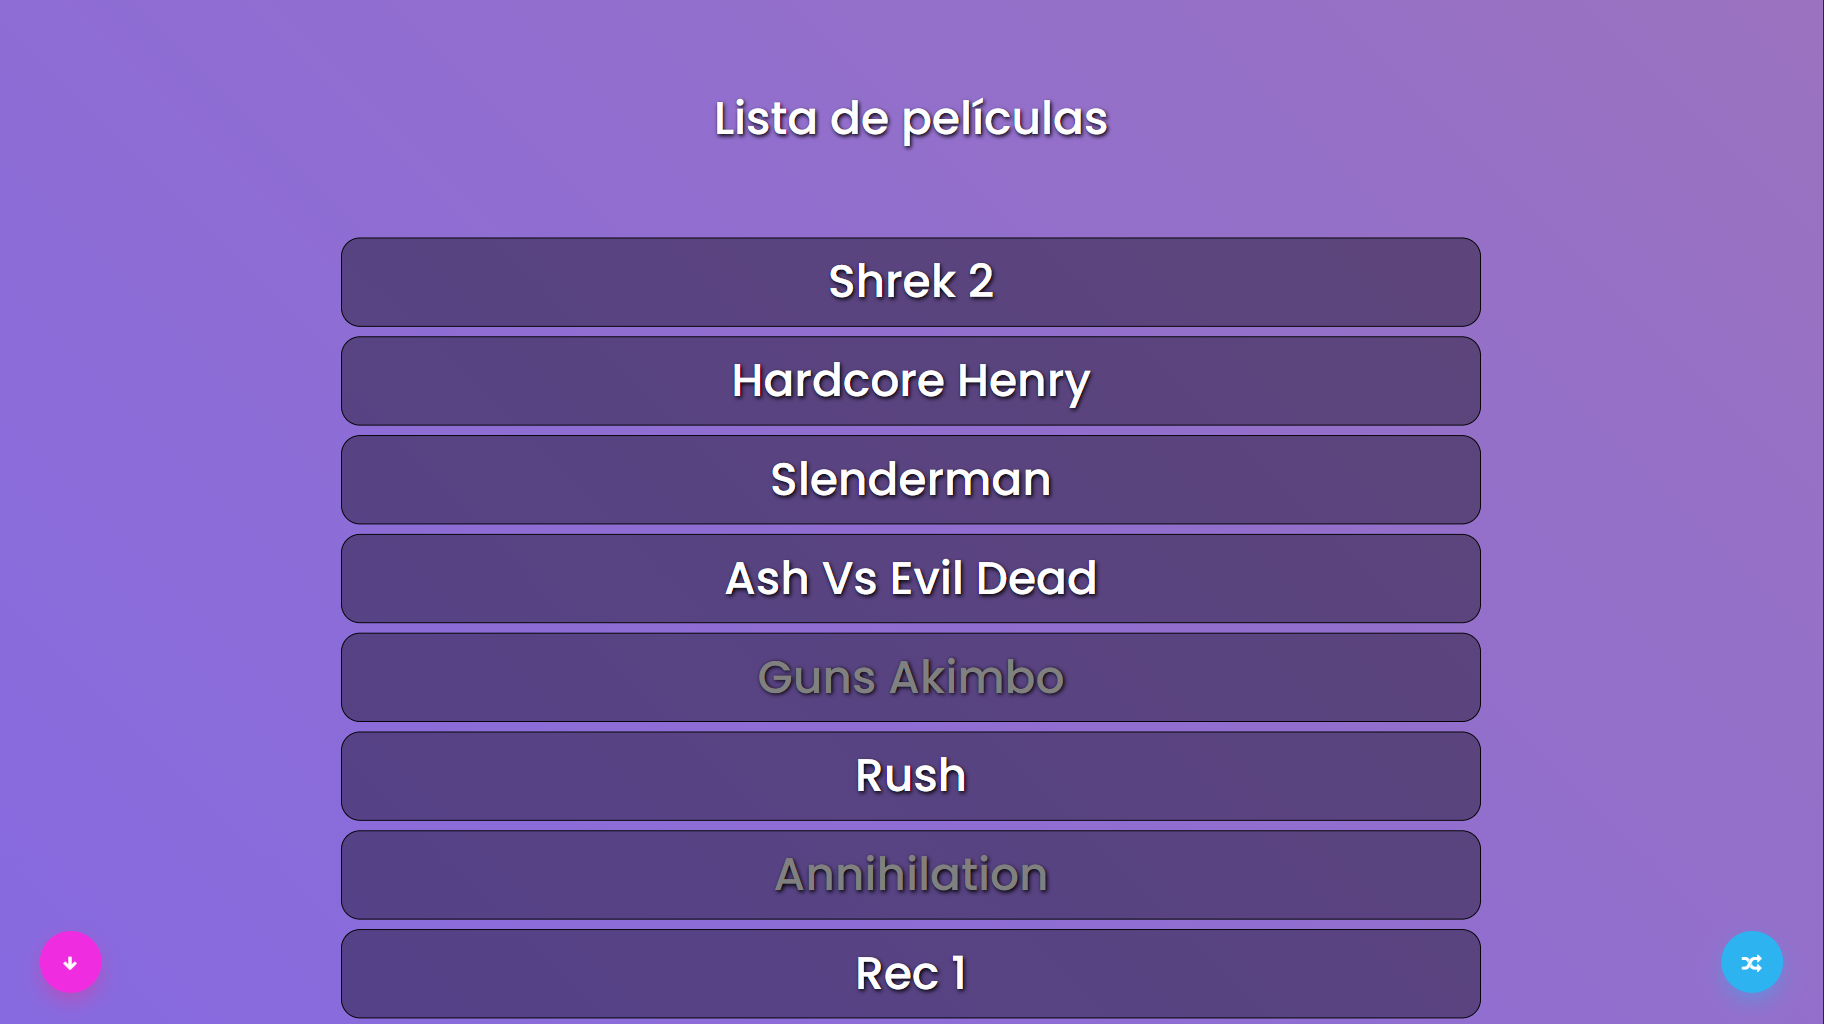 Lista de películas
Shrek 2
Hardcore Henry
Slenderman
Ash Vs Evil Dead
Guns Akimbo
Rush
Annihilation
Rec 1